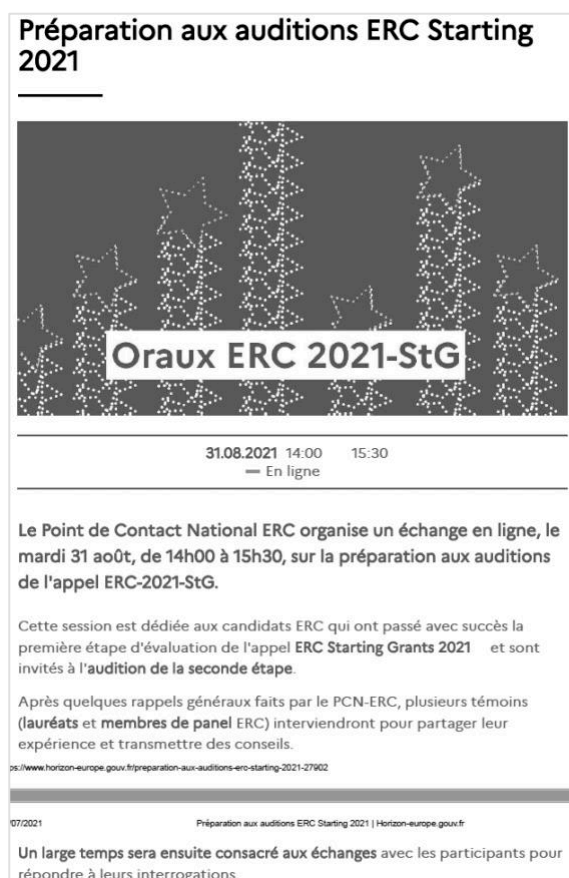 Préparation aux auditions ERC Starting
2021
Oraux ERC 2021-StG
31.08.2021 14:00 15:30
— En ligne
Le Point de Contact National ERC organise un échange en ligne, le
mardi 31 août, de 14h00 à 15h30, sur la préparation aux auditions
de l'appel ERC-2021-StG.
Cette session est dédiée aux candidats ERC qui ont passé avec succès la
première étape d'évaluation de l'appel ERC Starting Grants 2021 et sont
invités à l'audition de la seconde étape.
Après quelques rappels généraux faits par le PCN-ERC, plusieurs témoins
(lauréats et membres de panel ERC) interviendront pour partager leur
expérience et transmettre des conseils.
ps://www.horizon-europe.gouv.fr/preparation-aux-auditions-erc-starting-2021-27902
/07/2021 Préparation aux auditions ERC Starting 2021 | Horizon-europe.gouv.fr
Un large temps sera ensuite consacré aux échanges avec les participants pour
répondre à leurs interrogations